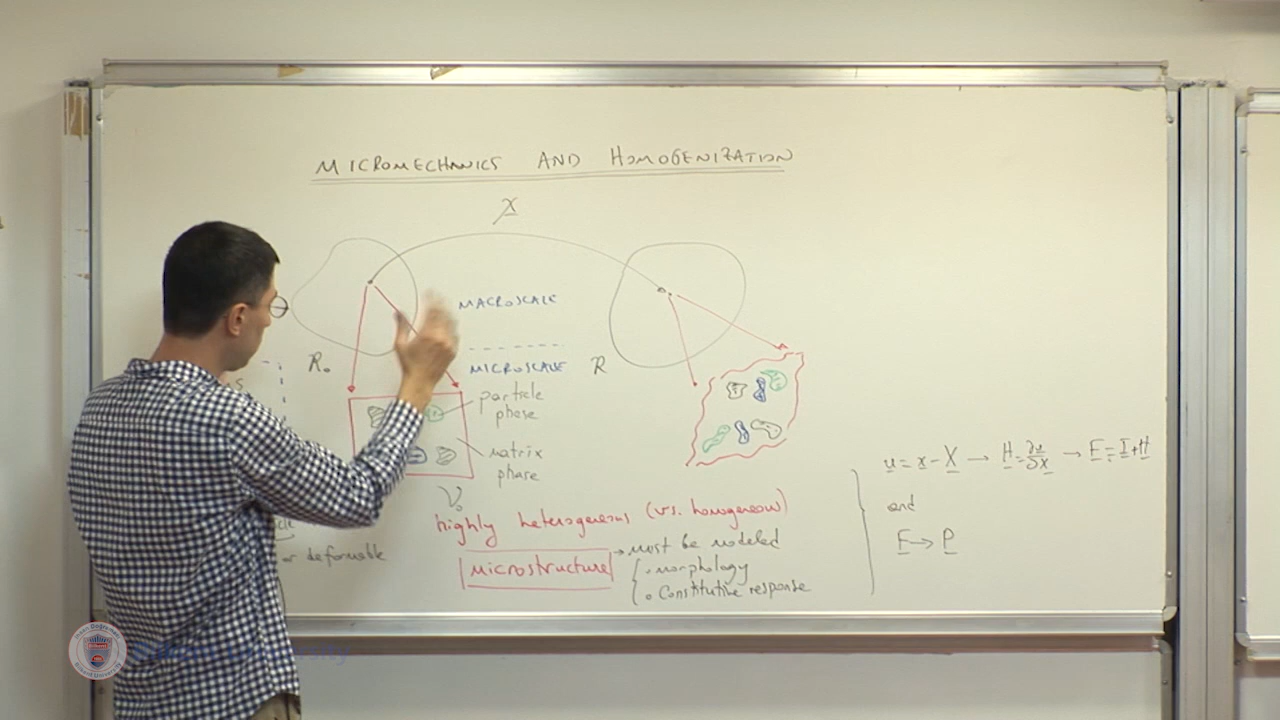 MICROMECHANICS AND HOMOGENIZATION
χ
MACROSCALE
MICROSCALE
R₀
R
particle
phase
matrix
phase
V₀
highly heterogeneous (vs. homogeneous)
microstructure → must be modeled
• morphology
• Constitutive response
or deformable
u = x - X → H = ∂u/∂X → F = I + H
and
F → P